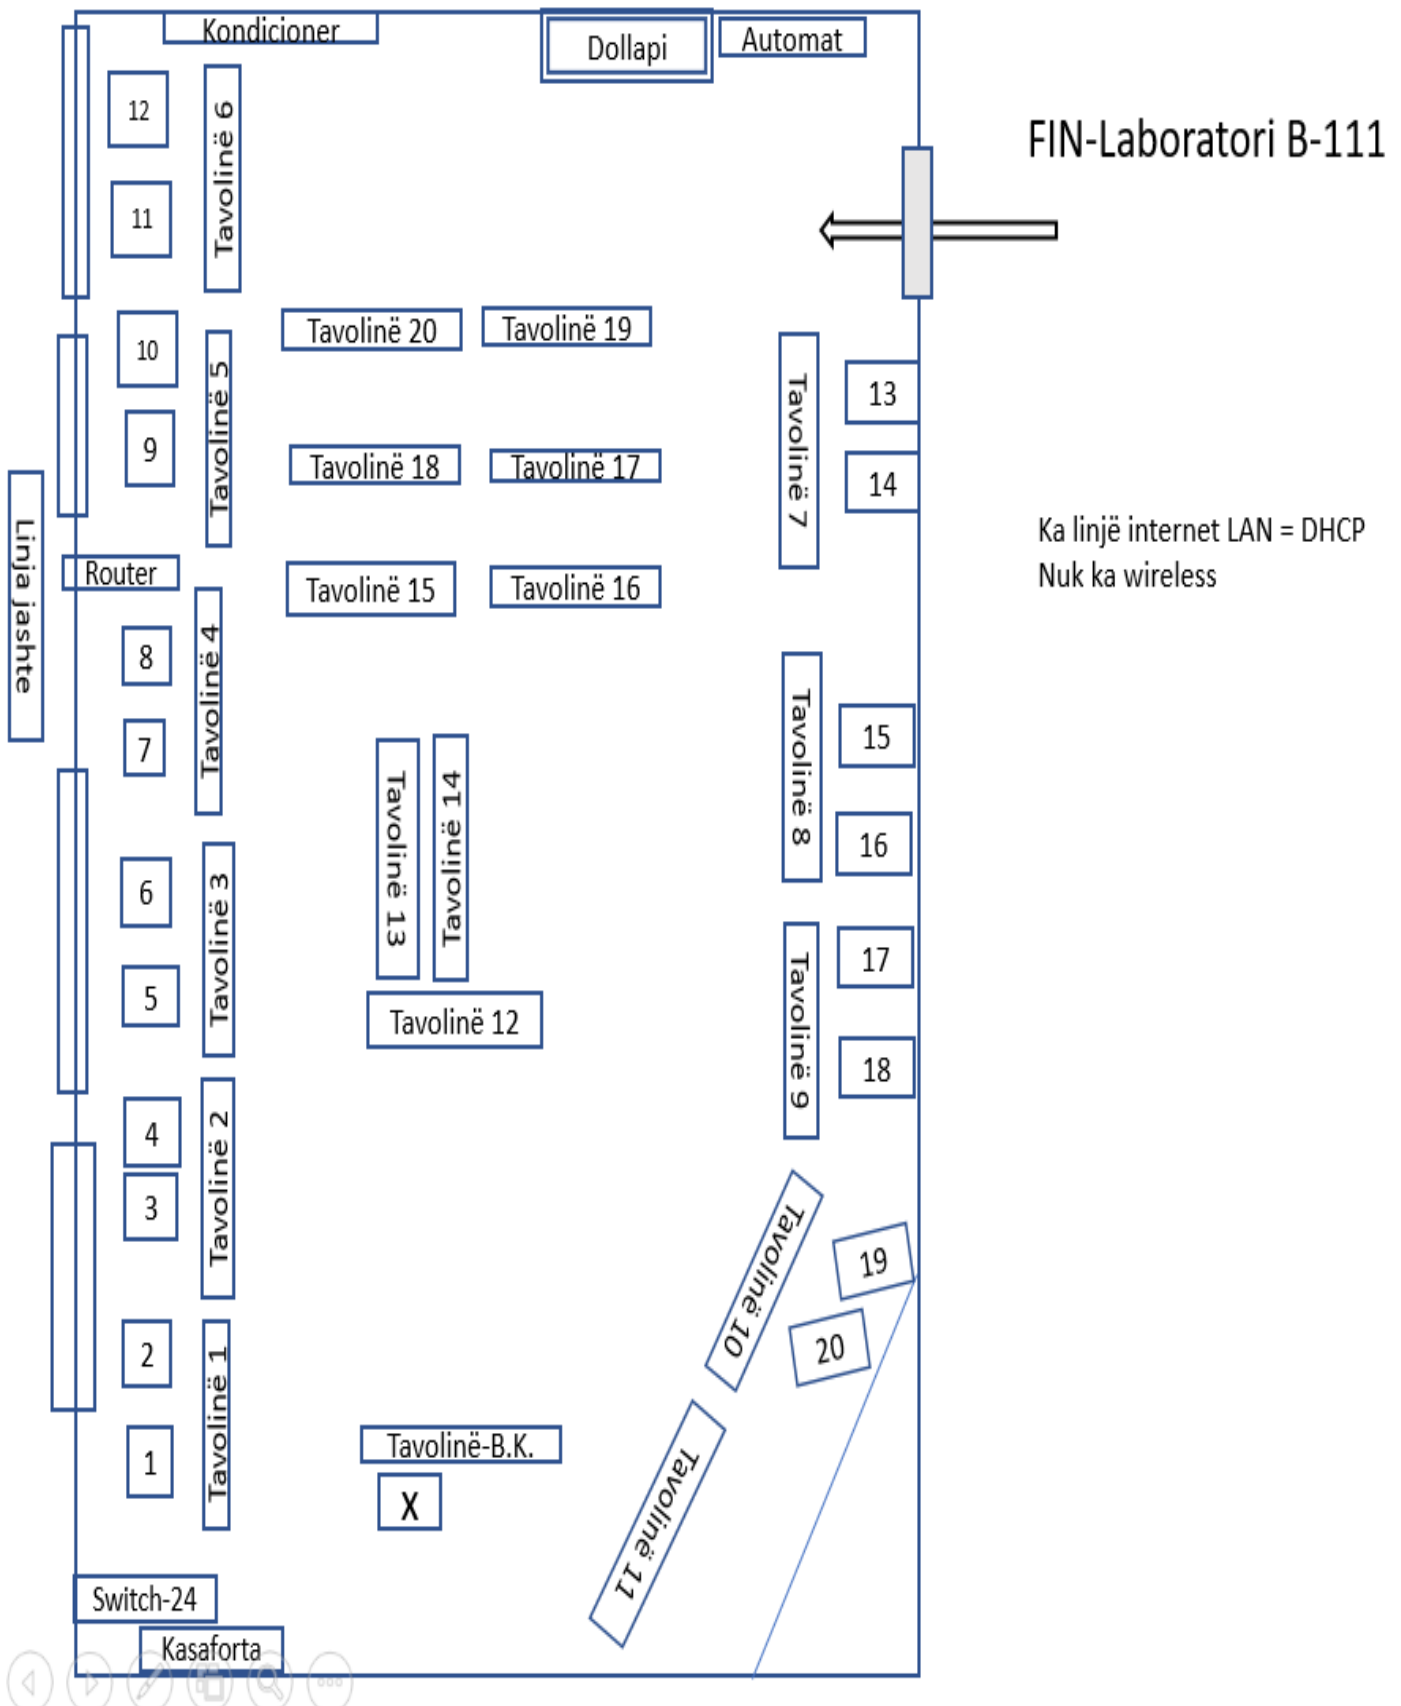 Kondicioner
Dollapi
Automat
FIN-Laboratori B-111
12
11
Tavolinë 6
Tavolinë 20
Tavolinë 19
10
9
Tavolinë 5
Tavolinë 18
Tavolinë 17
Tavolinë 7
13
14
Linja jashte
Router
Tavolinë 15
Tavolinë 16
Ka linjë internet LAN = DHCP
Nuk ka wireless
8
7
Tavolinë 4
Tavolinë 13
Tavolinë 14
Tavolinë 8
15
16
6
5
Tavolinë 3
Tavolinë 12
Tavolinë 9
17
18
4
3
Tavolinë 2
Tavolinë 10
19
20
2
1
Tavolinë 1
Tavolinë-B.K.
X
Tavolinë 11
Switch-24
Kasaforta